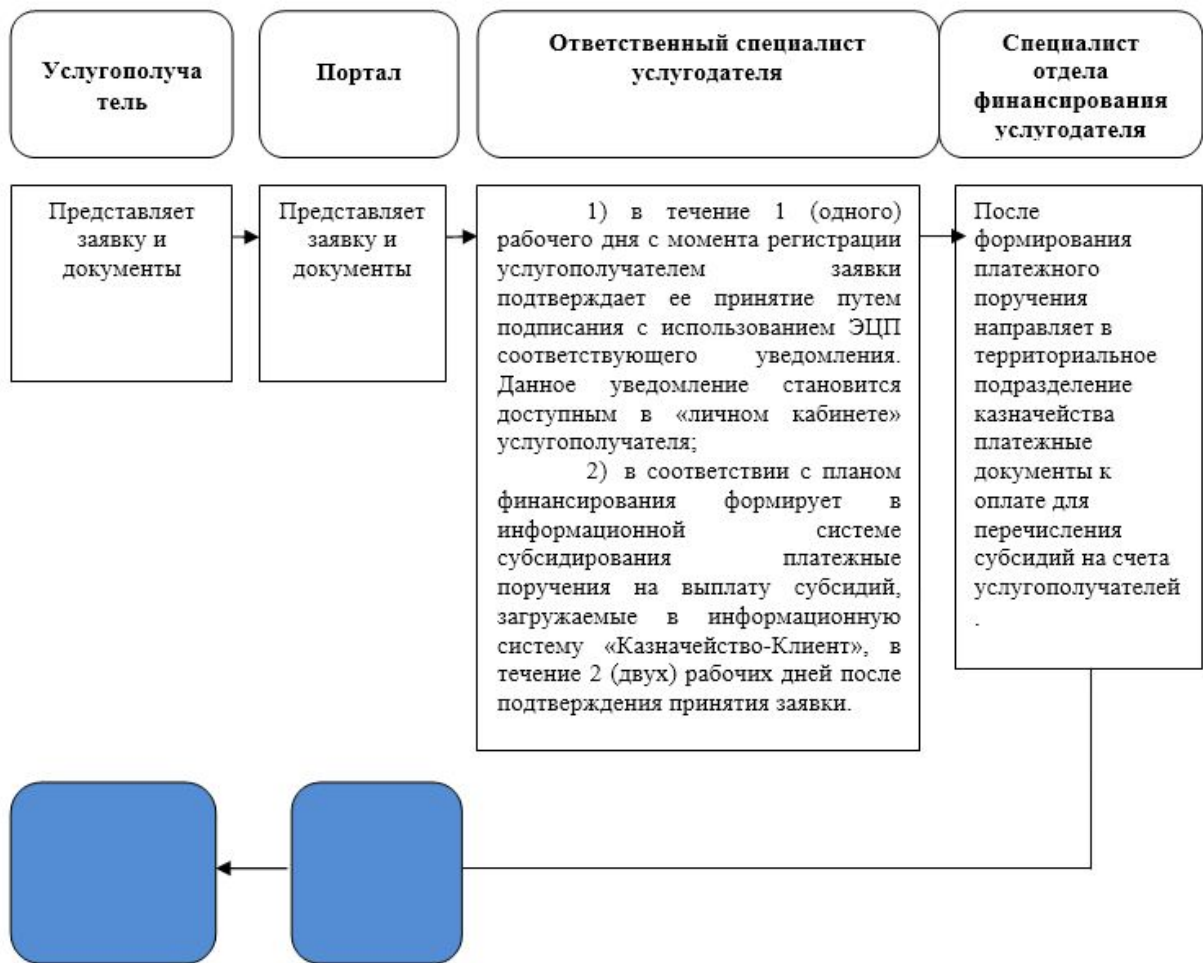 Услугополуча
тель
Портал
Ответственный специалист
услугодателя
Специалист
отдела
финансирования
услугодателя
Представляет
заявку и
документы
Представляет
заявку и
документы
1) в течение 1 (одного)
рабочего дня с момента регистрации
услугополучателем заявки
подтверждает ее принятие путем
подписания с использованием ЭЦП
соответствующего уведомления.
Данное уведомление становится
доступным в «личном кабинете»
услугополучателя;
2) в соответствии с планом
финансирования формирует в
информационной системе
субсидирования платежные
поручения на выплату субсидий,
загружаемые в информационную
систему «Казначейство-Клиент», в
течение 2 (двух) рабочих дней после
подтверждения принятия заявки.
После
формирования
платежного
поручения
направляет в
территориальное
подразделение
казначейства
платежные
документы к
оплате для
перечисления
субсидий на счета
услугополучателей
.